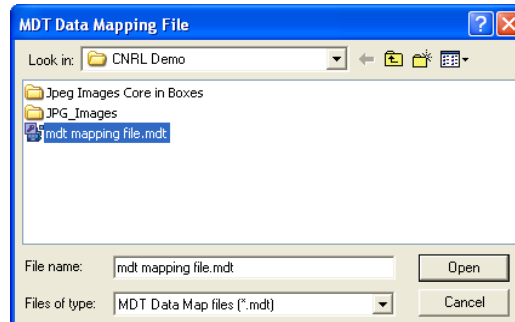 MDT Data Mapping File
Look in: CNRL Demo
Jpeg Images Core in Boxes
JPG_Images
mdt mapping file.mdt
File name: mdt mapping file.mdt Open
Files of type: MDT Data Map files (*.mdt) Cancel